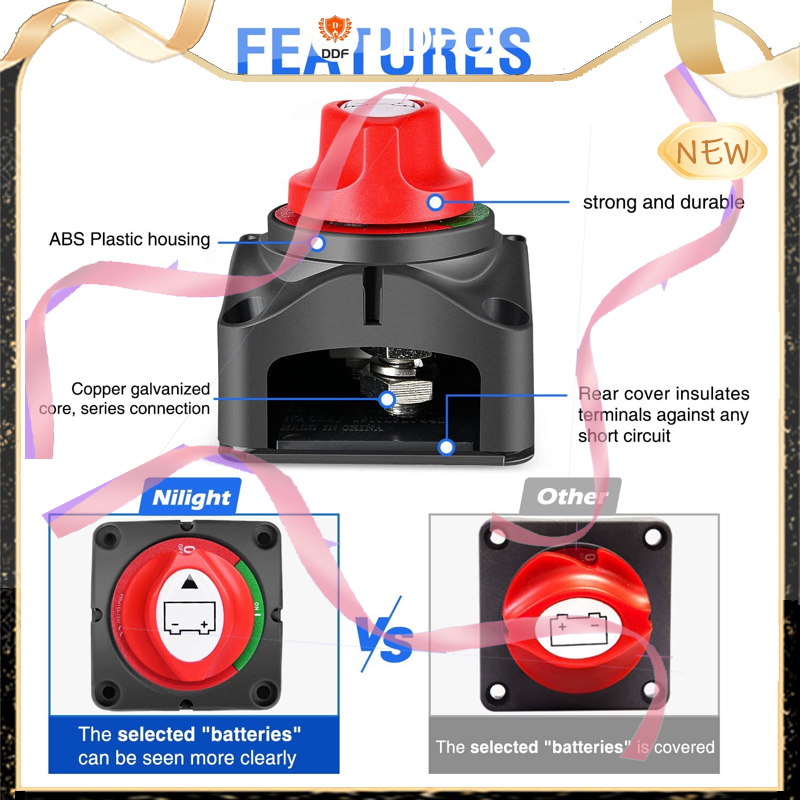 FEATURES
DDF
NEW
strong and durable
ABS Plastic housing
Copper galvanized
core, series connection
Rear cover insulates
terminals against any
short circuit
MADE IN CHINA
Nilight
Other
OFF
ON
VS
The selected "batteries"
can be seen more clearly
The selected "batteries" is covered